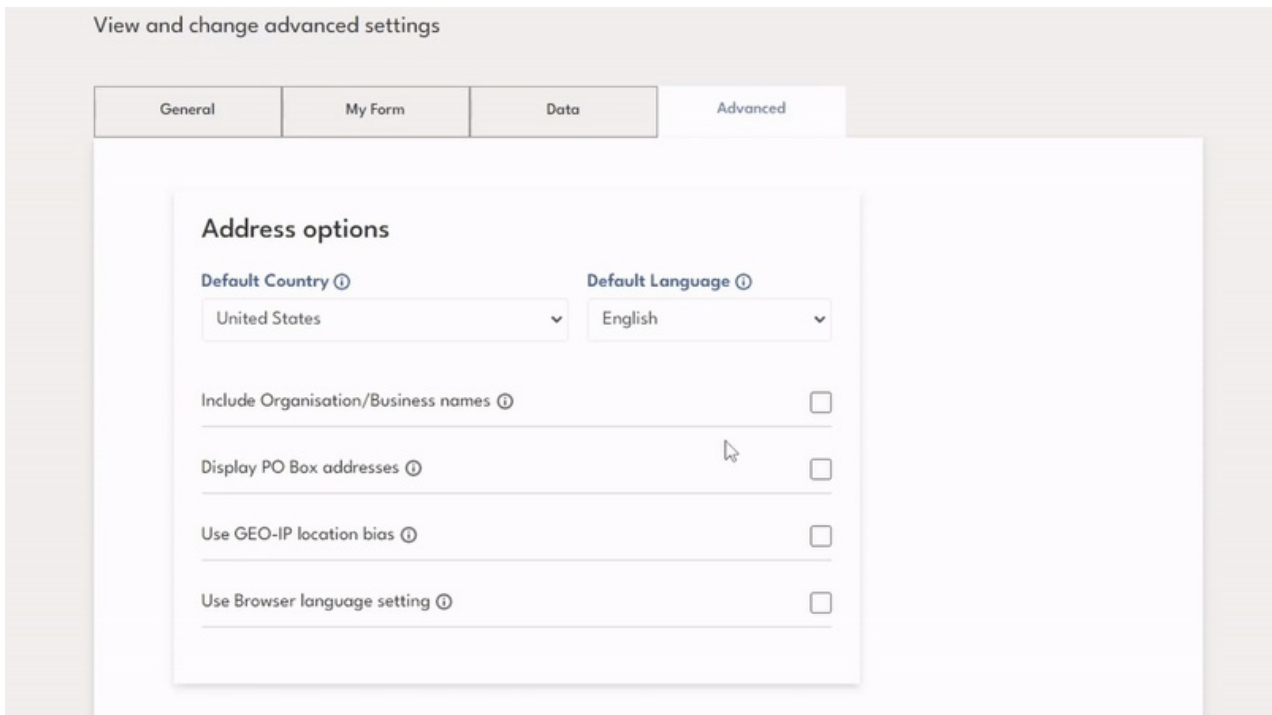 View and change advanced settings
General My Form Data Advanced
Address options
Default Country Default Language
United States English
Include Organisation/Business names
Display PO Box addresses
Use GEO-IP location bias
Use Browser language setting